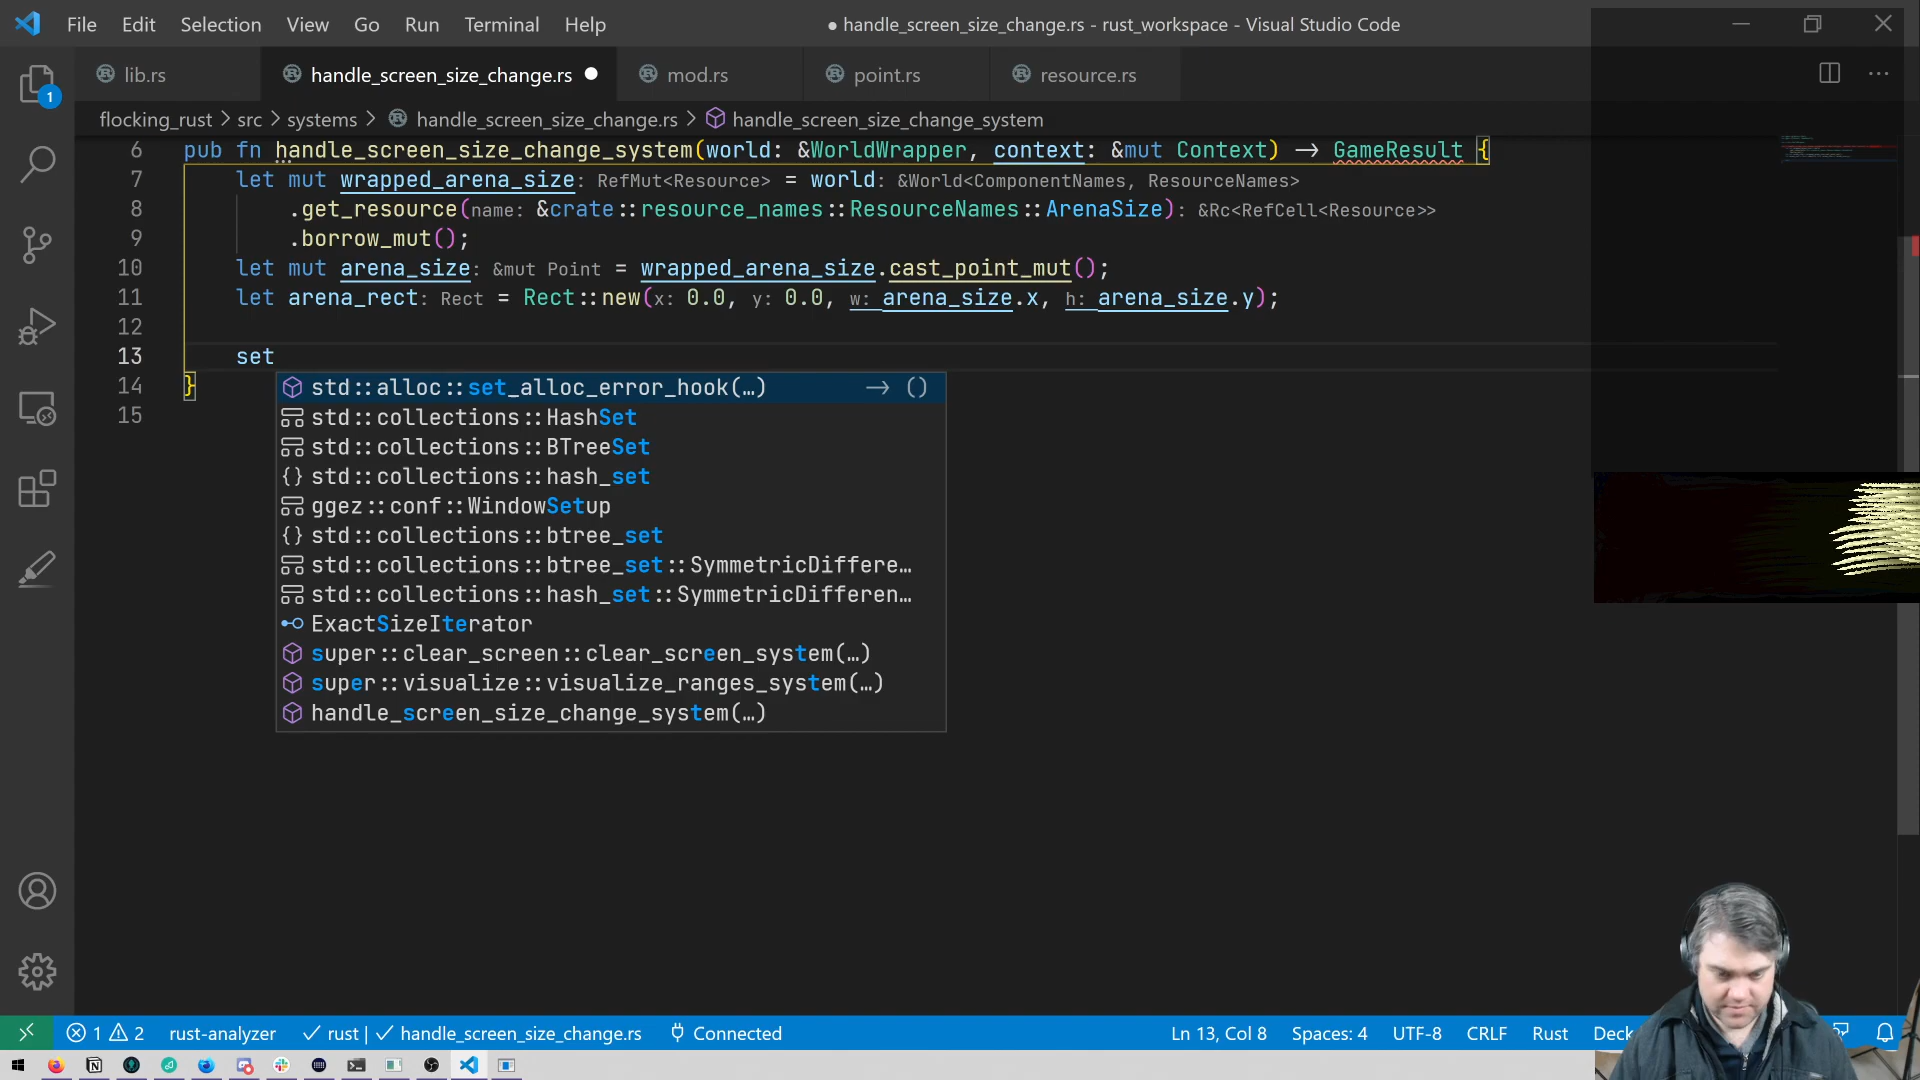 File Edit Selection View Go Run Terminal Help
● handle_screen_size_change.rs - rust_workspace - Visual Studio Code
lib.rs
handle_screen_size_change.rs ●
mod.rs
point.rs
resource.rs
1
flocking_rust > src > systems > handle_screen_size_change.rs > handle_screen_size_change_system
6 pub fn handle_screen_size_change_system(world: &WorldWrapper, context: &mut Context) -> GameResult {
7 let mut wrapped_arena_size: RefMut<Resource> = world: &World<ComponentNames, ResourceNames>
8 .get_resource(name: &crate::resource_names::ResourceNames::ArenaSize): &Rc<RefCell<Resource>>
9 .borrow_mut();
10 let mut arena_size: &mut Point = wrapped_arena_size.cast_point_mut();
11 let arena_rect: Rect = Rect::new(x: 0.0, y: 0.0, w: arena_size.x, h: arena_size.y);
12
13 set
14 }
15
std::alloc::set_alloc_error_hook(…) -> ()
std::collections::HashSet
std::collections::BTreeSet
std::collections::hash_set
ggez::conf::WindowSetup
std::collections::btree_set
std::collections::btree_set::SymmetricDiffere…
std::collections::hash_set::SymmetricDifferen…
ExactSizeIterator
super::clear_screen::clear_screen_system(…)
super::visualize::visualize_ranges_system(…)
handle_screen_size_change_system(…)
1 2 rust-analyzer ✓ rust | ✓ handle_screen_size_change.rs Connected
Ln 13, Col 8 Spaces: 4 UTF-8 CRLF Rust Deck